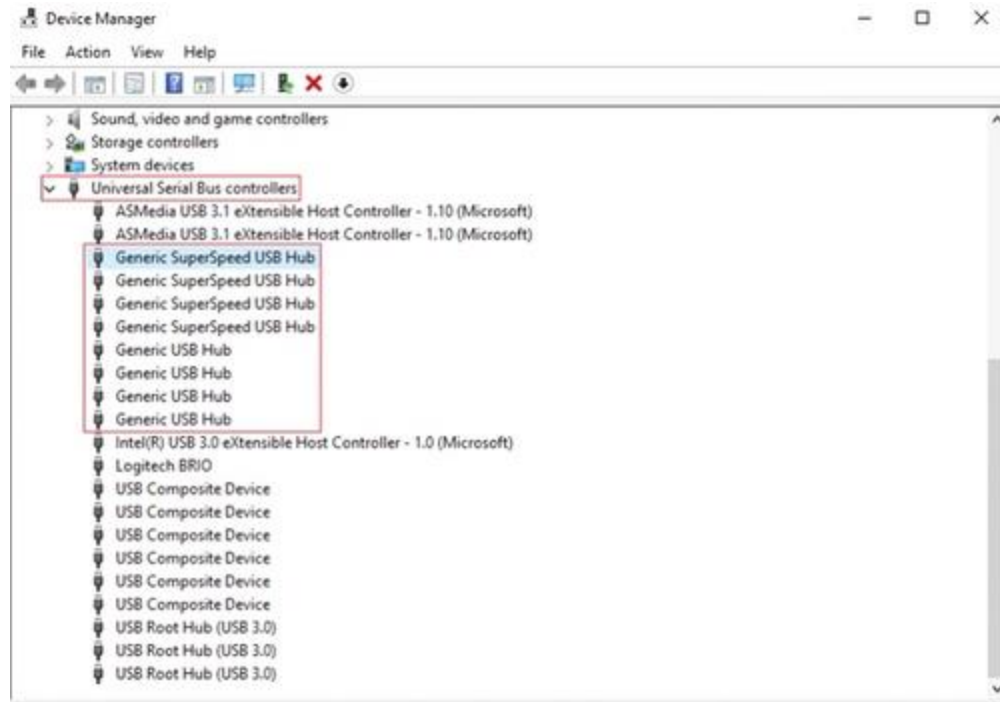 Device Manager
File Action View Help
Sound, video and game controllers
Storage controllers
System devices
Universal Serial Bus controllers
ASMedia USB 3.1 eXtensible Host Controller - 1.10 (Microsoft)
ASMedia USB 3.1 eXtensible Host Controller - 1.10 (Microsoft)
Generic SuperSpeed USB Hub
Generic SuperSpeed USB Hub
Generic SuperSpeed USB Hub
Generic SuperSpeed USB Hub
Generic USB Hub
Generic USB Hub
Generic USB Hub
Generic USB Hub
Intel(R) USB 3.0 eXtensible Host Controller - 1.0 (Microsoft)
Logitech BRIO
USB Composite Device
USB Composite Device
USB Composite Device
USB Composite Device
USB Composite Device
USB Composite Device
USB Root Hub (USB 3.0)
USB Root Hub (USB 3.0)
USB Root Hub (USB 3.0)